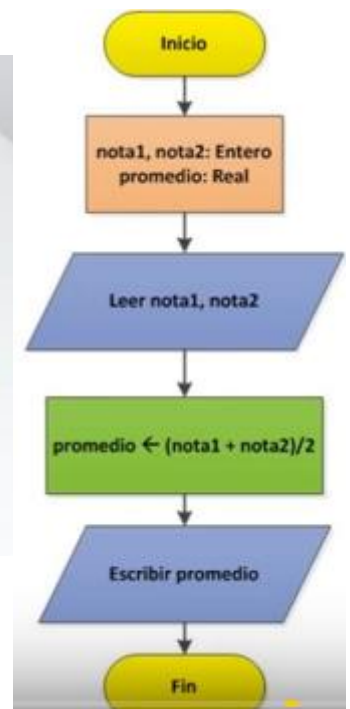 Inicio
nota1, nota2: Entero
promedio: Real
Leer nota1, nota2
promedio ← (nota1 + nota2)/2
Escribir promedio
Fin